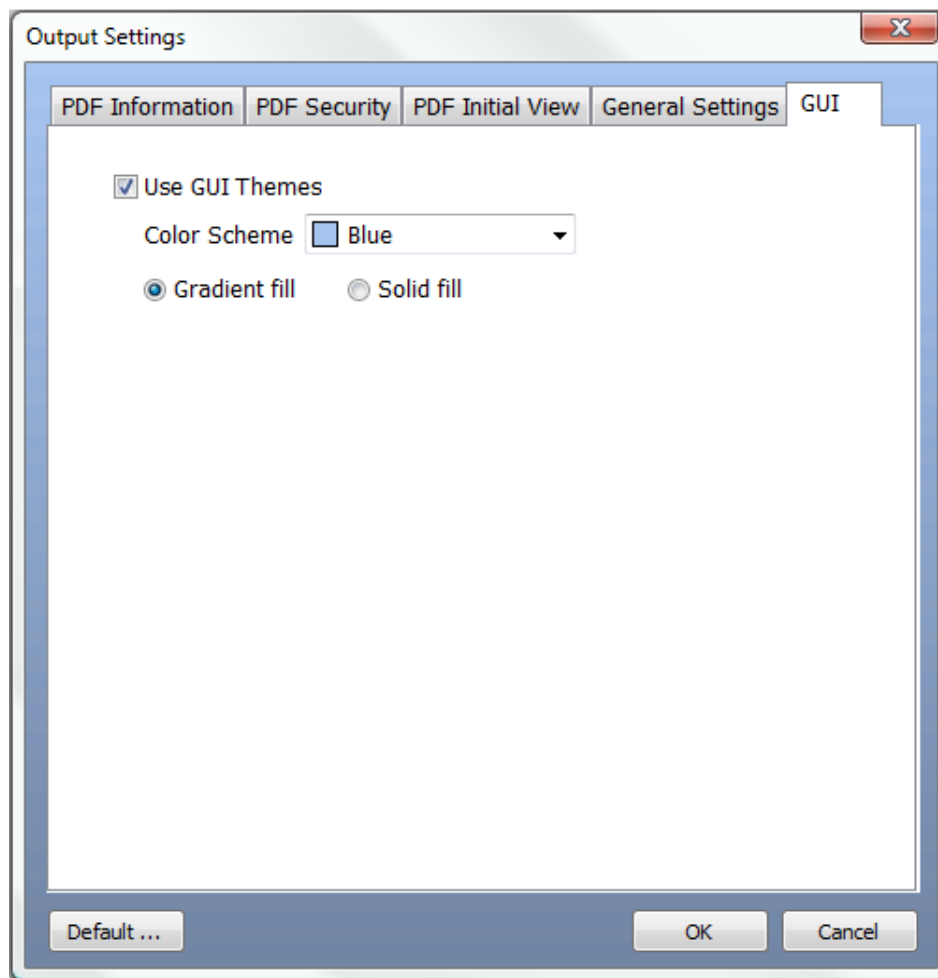 Output Settings
PDF Information PDF Security PDF Initial View General Settings GUI
Use GUI Themes
Color Scheme Blue
Gradient fill Solid fill
Default ... OK Cancel